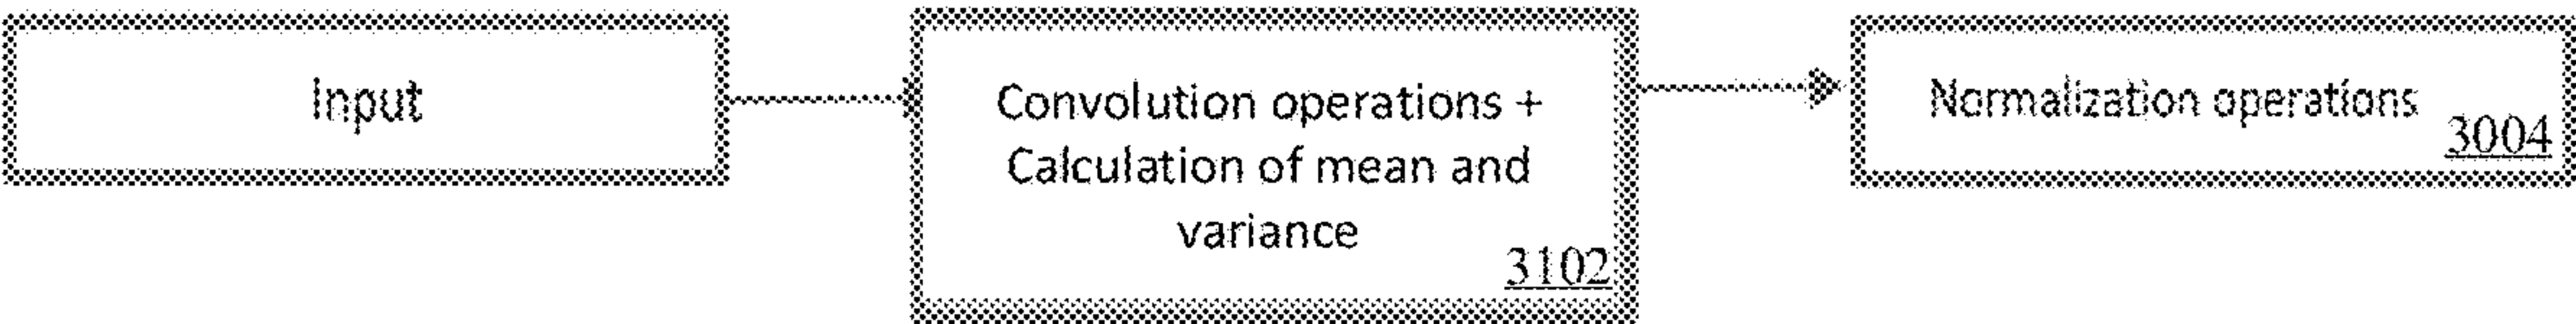 Input
Convolution operations +
Calculation of mean and
variance
3102
Normalization operations
3004